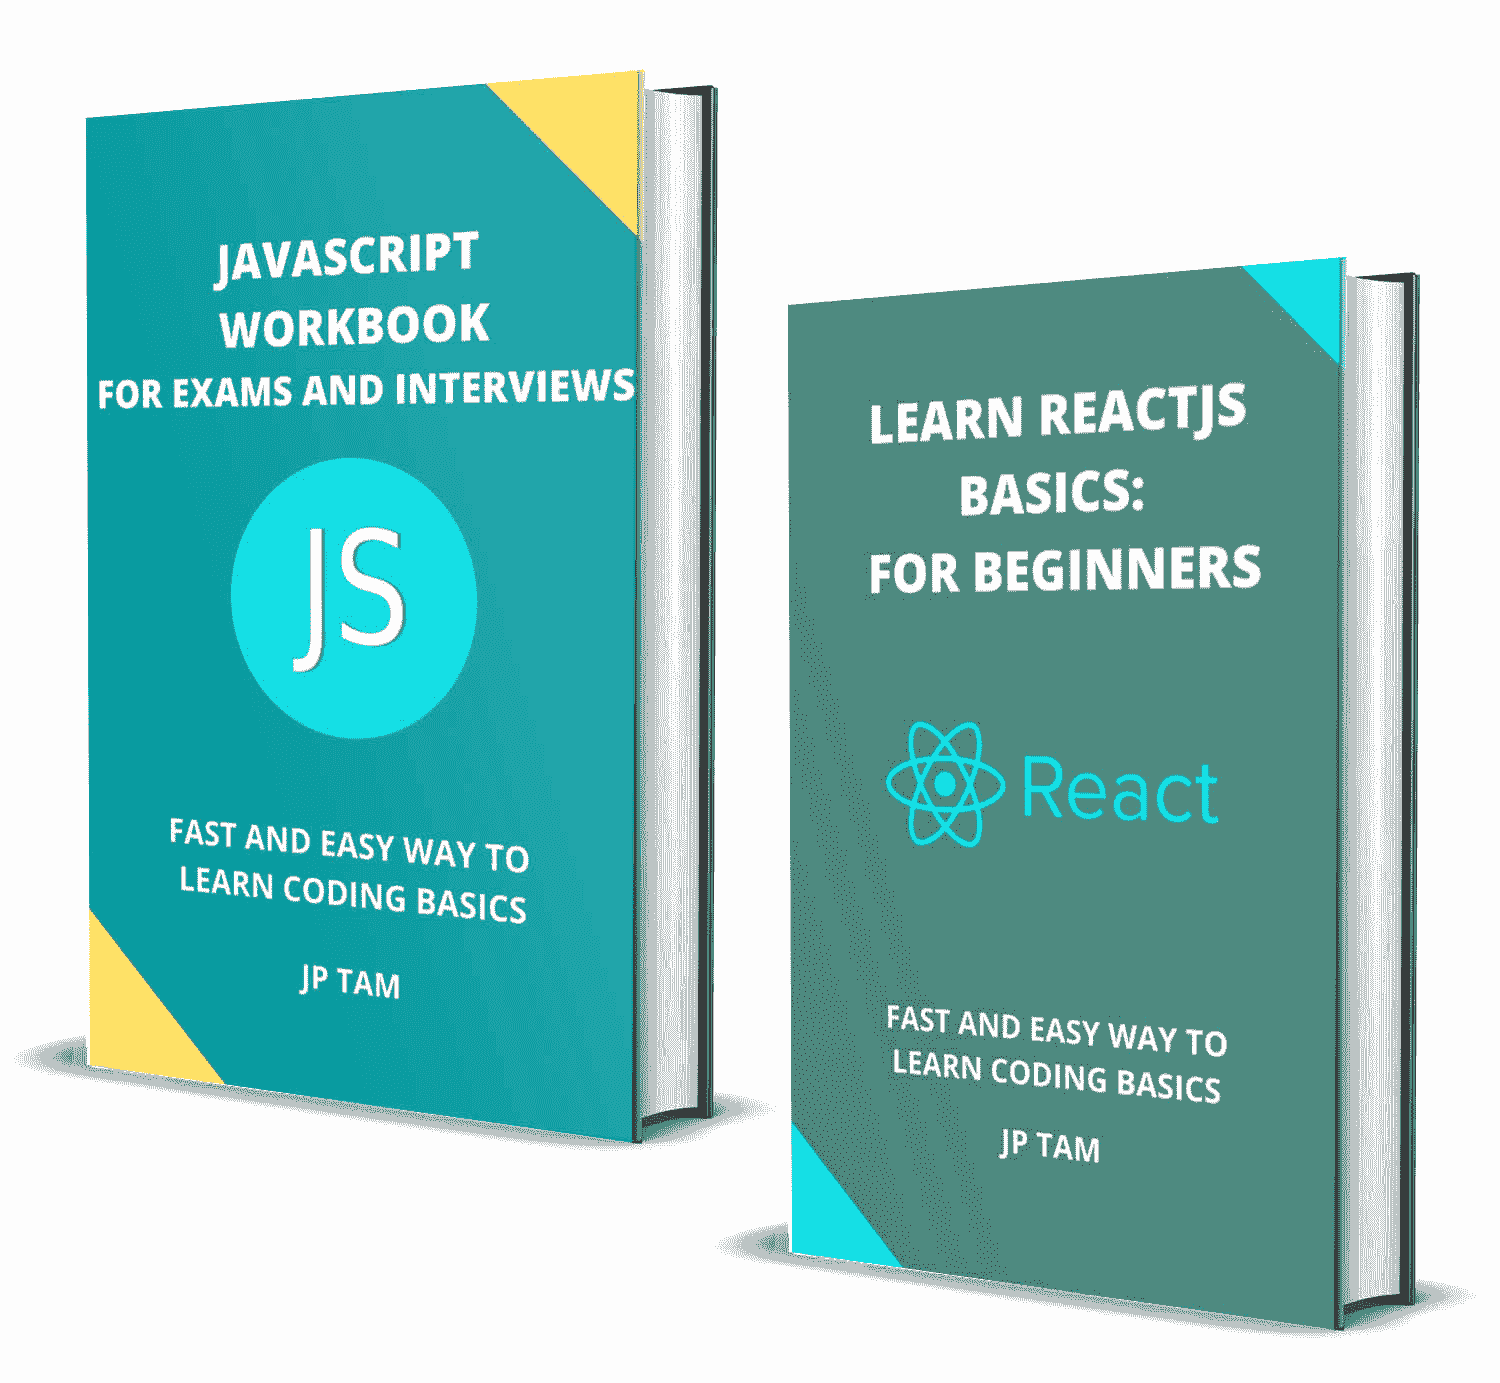 JAVASCRIPT
WORKBOOK
FOR EXAMS AND INTERVIEWS
JS
FAST AND EASY WAY TO
LEARN CODING BASICS
JP TAM
LEARN REACTJS
BASICS:
FOR BEGINNERS
React
FAST AND EASY WAY TO
LEARN CODING BASICS
JP TAM